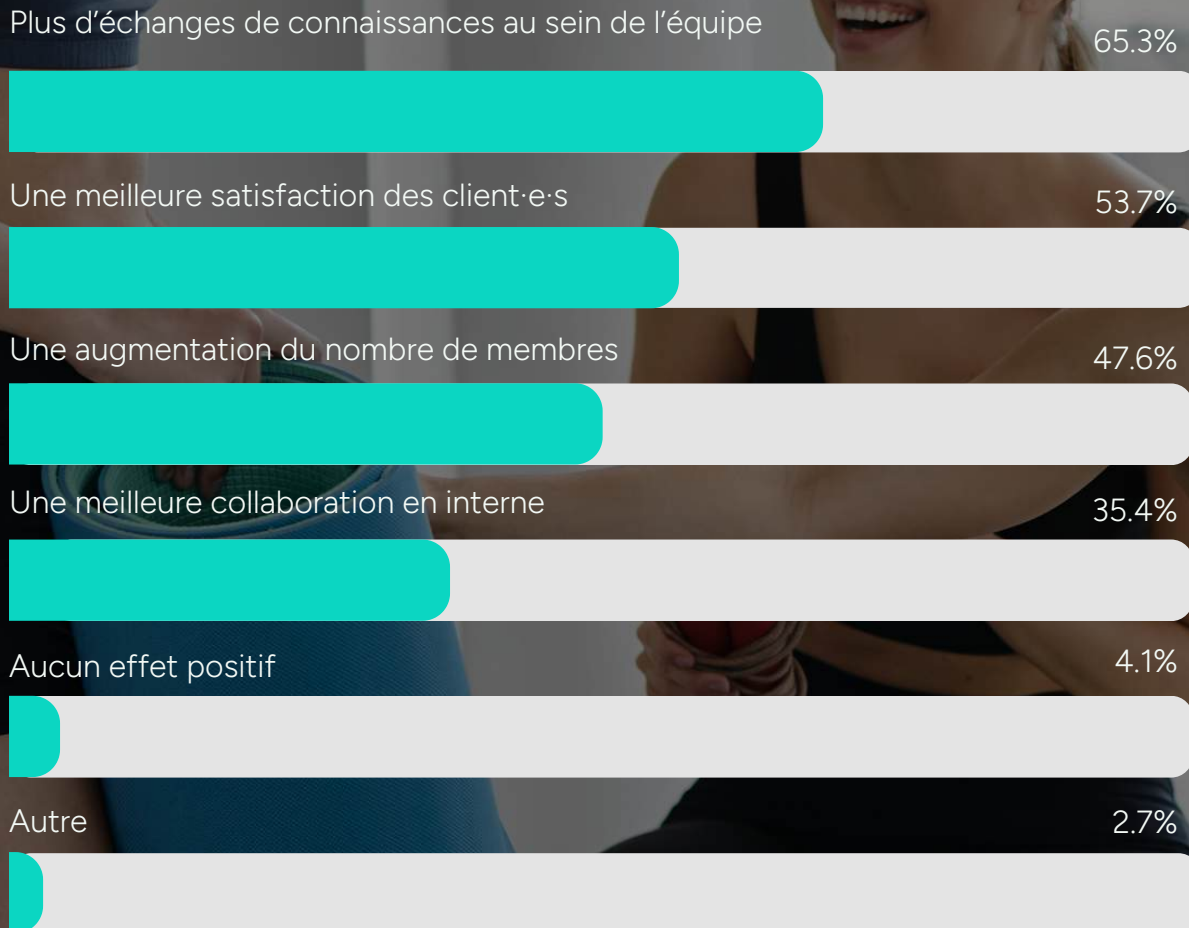 Plus d’échanges de connaissances au sein de l’équipe
65.3%
Une meilleure satisfaction des client·e·s
53.7%
Une augmentation du nombre de membres
47.6%
Une meilleure collaboration en interne
35.4%
Aucun effet positif
4.1%
Autre
2.7%